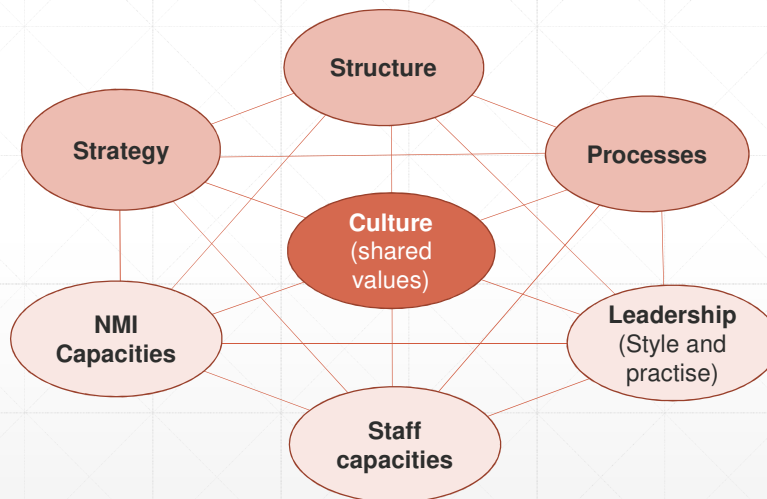 Structure
Strategy
Processes
Culture
(shared
values)
NMI
Capacities
Leadership
(Style and
practise)
Staff
capacities